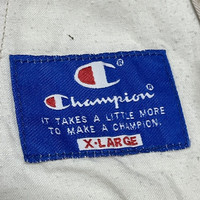 ®
Champion®
IT TAKES A LITTLE MORE
TO MAKE A CHAMPION.
X-LARGE